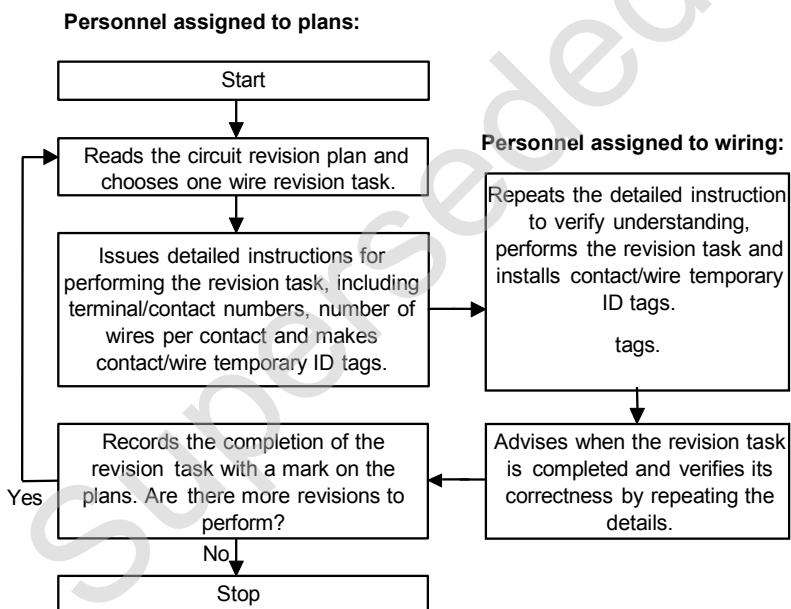 Personnel assigned to plans:
Start
Reads the circuit revision plan and
chooses one wire revision task.
Issues detailed instructions for
performing the revision task, including
terminal/contact numbers, number of
wires per contact and makes
contact/wire temporary ID tags.
Personnel assigned to wiring:
Repeats the detailed instruction
to verify understanding,
performs the revision task and
installs contact/wire temporary
ID tags.
tags.
Advises when the revision task
is completed and verifies its
correctness by repeating the
details.
Records the completion of the
revision task with a mark on the
plans. Are there more revisions to
perform?
Yes
No
Stop
Superseded